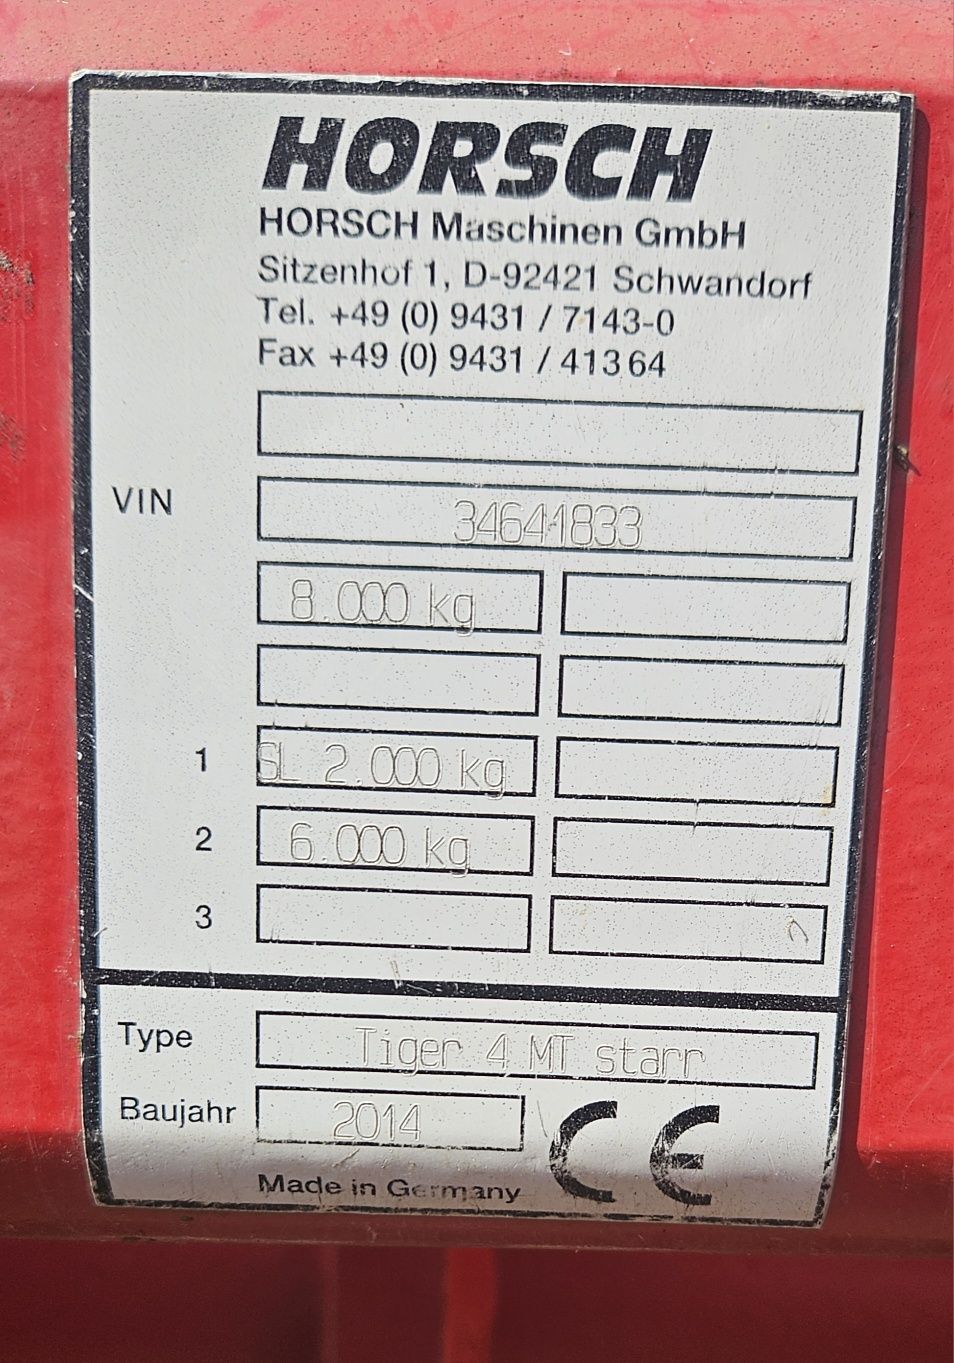 HORSCH
HORSCH Maschinen GmbH
Sitzenhof 1, D-92421 Schwandorf
Tel. +49 (0) 9431 / 7143-0
Fax +49 (0) 9431 / 41364
VIN 34641833
8.000 kg
1 SL 2.000 kg
2 6.000 kg
3
Type Tiger 4 MT starr
Baujahr 2014 CE
Made in Germany